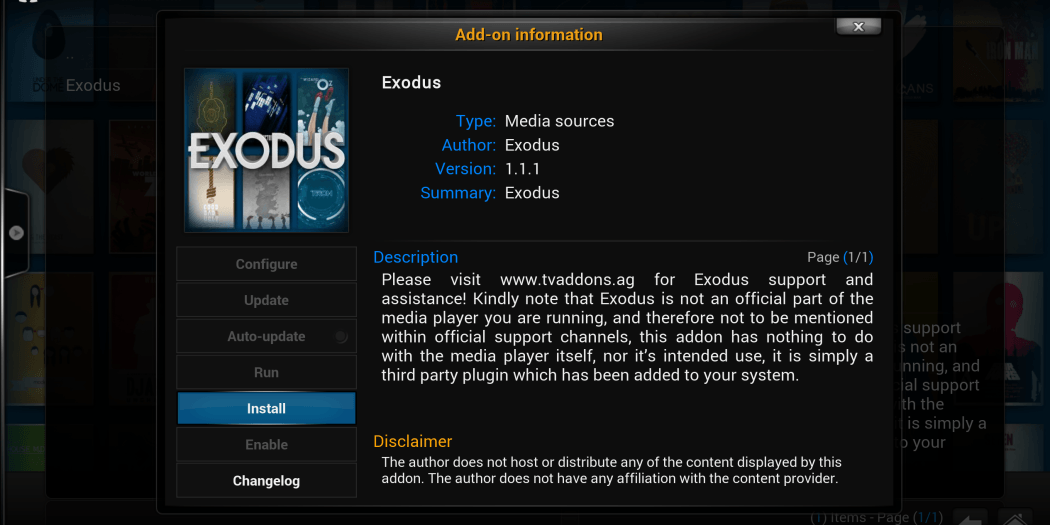 Add-on information
Exodus
Exodus
EXODUS
Type: Media sources
Author: Exodus
Version: 1.1.1
Summary: Exodus
Configure
Update
Auto-update
Run
Install
Enable
Changelog
Description Page (1/1)
Please visit www.tvaddons.ag for Exodus support and
assistance! Kindly note that Exodus is not an official part of the
media player you are running, and therefore not to be mentioned
within official support channels, this addon has nothing to do
with the media player itself, nor it's intended use, it is simply a
third party plugin which has been added to your system.
Disclaimer
The author does not host or distribute any of the content displayed by this
addon. The author does not have any affiliation with the content provider.
support
s not an
nning, and
ial support
th the
is simply a
o your
IRON MAN
UP
(1) items - Page (1/1)